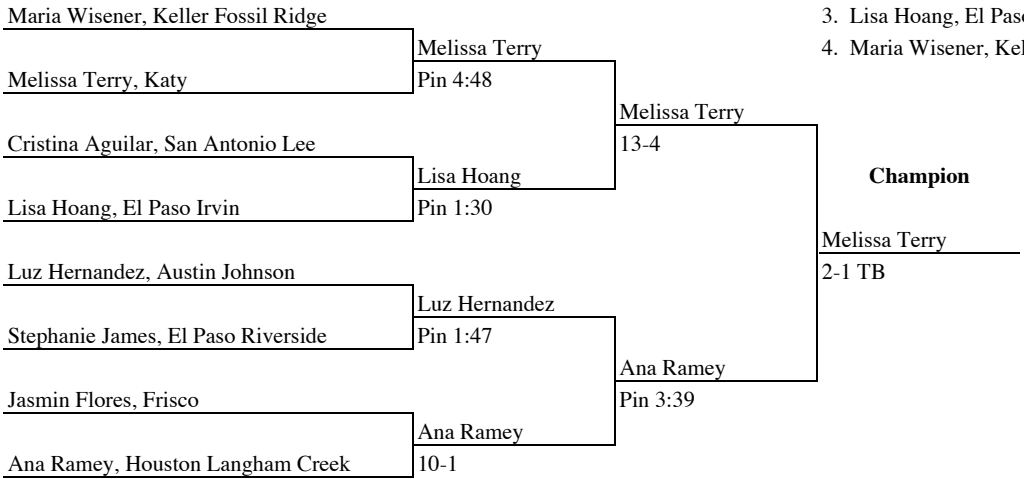 Maria Wisener, Keller Fossil Ridge
3. Lisa Hoang, El
Melissa Terry
4. Maria Wisener,
Melissa Terry, Katy
Pin 4:48
Melissa Terry
Cristina Aguilar, San Antonio Lee
13-4
Lisa Hoang
Champion
Lisa Hoang, El Paso Irvin
Pin 1:30
Melissa Terry
Luz Hernandez, Austin Johnson
2-1 TB
Luz Hernandez
Stephanie James, El Paso Riverside
Pin 1:47
Ana Ramey
Jasmin Flores, Frisco
Pin 3:39
Ana Ramey
Ana Ramey, Houston Langham Creek
10-1